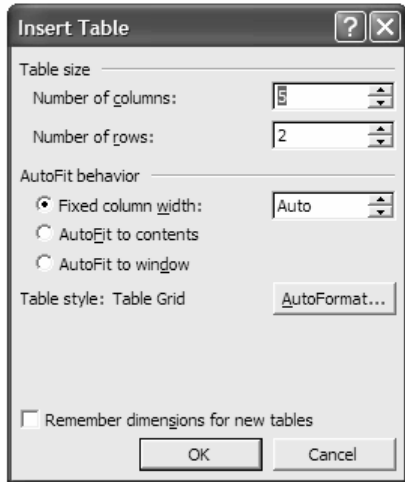 Insert Table
Table size
Number of columns: 5
Number of rows: 2
AutoFit behavior
Fixed column width: Auto
AutoFit to contents
AutoFit to window
Table style: Table Grid AutoFormat...
Remember dimensions for new tables
OK Cancel